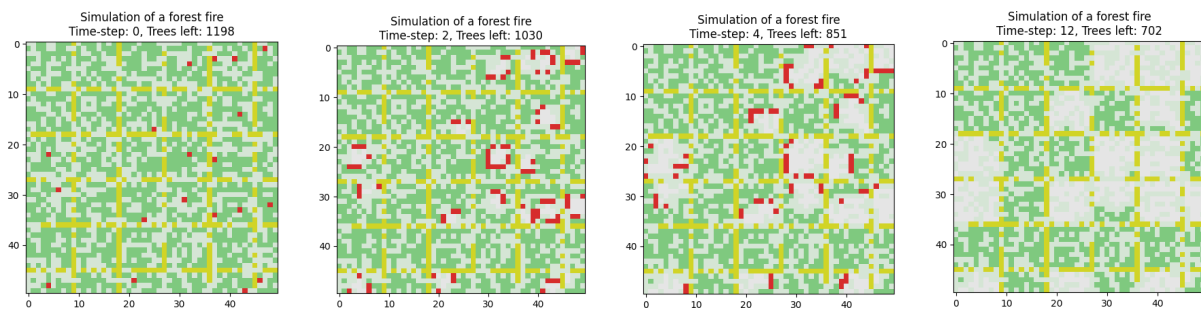 Simulation of a forest fire
Time-step: 0, Trees left: 1198
0
10
20
30
40
0 10 20 30 40
Simulation of a forest fire
Time-step: 2, Trees left: 1030
0
10
20
30
40
0 10 20 30 40
Simulation of a forest fire
Time-step: 4, Trees left: 851
0
10
20
30
40
0 10 20 30 40
Simulation of a forest fire
Time-step: 12, Trees left: 702
0
10
20
30
40
0 10 20 30 40